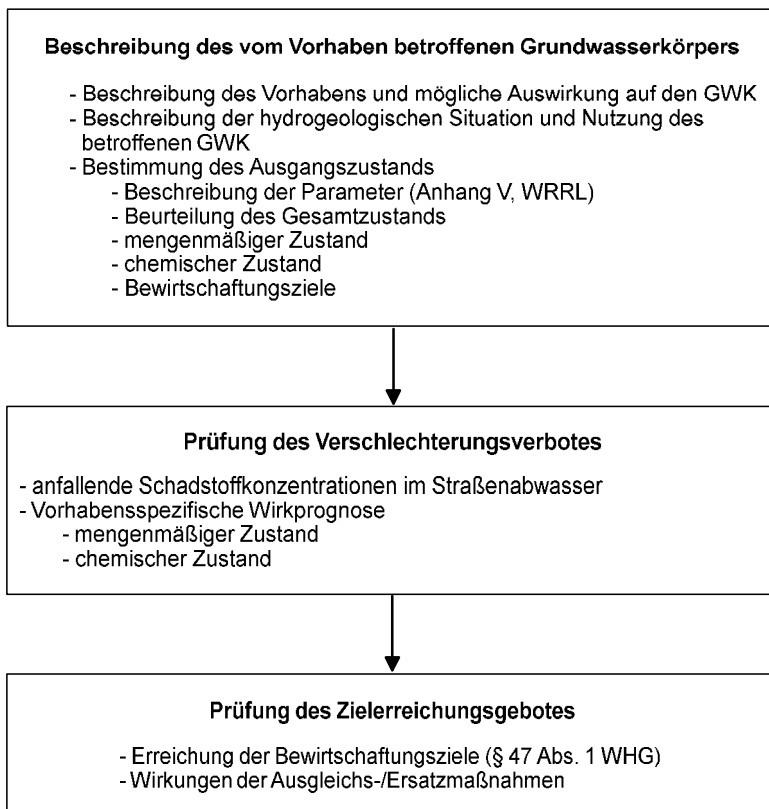 Beschreibung des vom Vorhaben betroffenen Grundwasserkörpers
- Beschreibung des Vorhabens und mögliche Auswirkung auf den GWK
- Beschreibung der hydrogeologischen Situation und Nutzung des
betroffenen GWK
- Bestimmung des Ausgangszustands
- Beschreibung der Parameter (Anhang V, WRRL)
- Beurteilung des Gesamtzustands
- mengenmäßiger Zustand
- chemischer Zustand
- Bewirtschaftungsziele
Prüfung des Verschlechterungsverbotes
- anfallende Schadstoffkonzentrationen im Straßenabwasser
- Vorhabensspezifische Wirkprognose
- mengenmäßiger Zustand
- chemischer Zustand
Prüfung des Zielerreichungsgebotes
- Erreichung der Bewirtschaftungsziele (§ 47 Abs. 1 WHG)
- Wirkungen der Ausgleichs-/Ersatzmaßnahmen